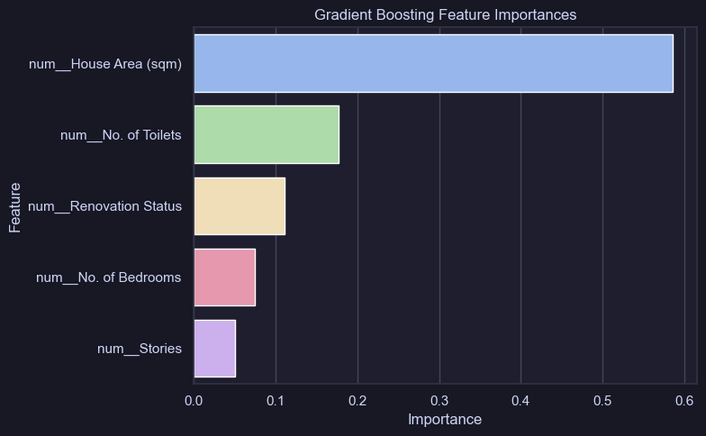 Gradient Boosting Feature Importances
num__House Area (sqm)
num__No. of Toilets
num__Renovation Status
num__No. of Bedrooms
num__Stories
Feature
0.0 0.1 0.2 0.3 0.4 0.5 0.6
Importance